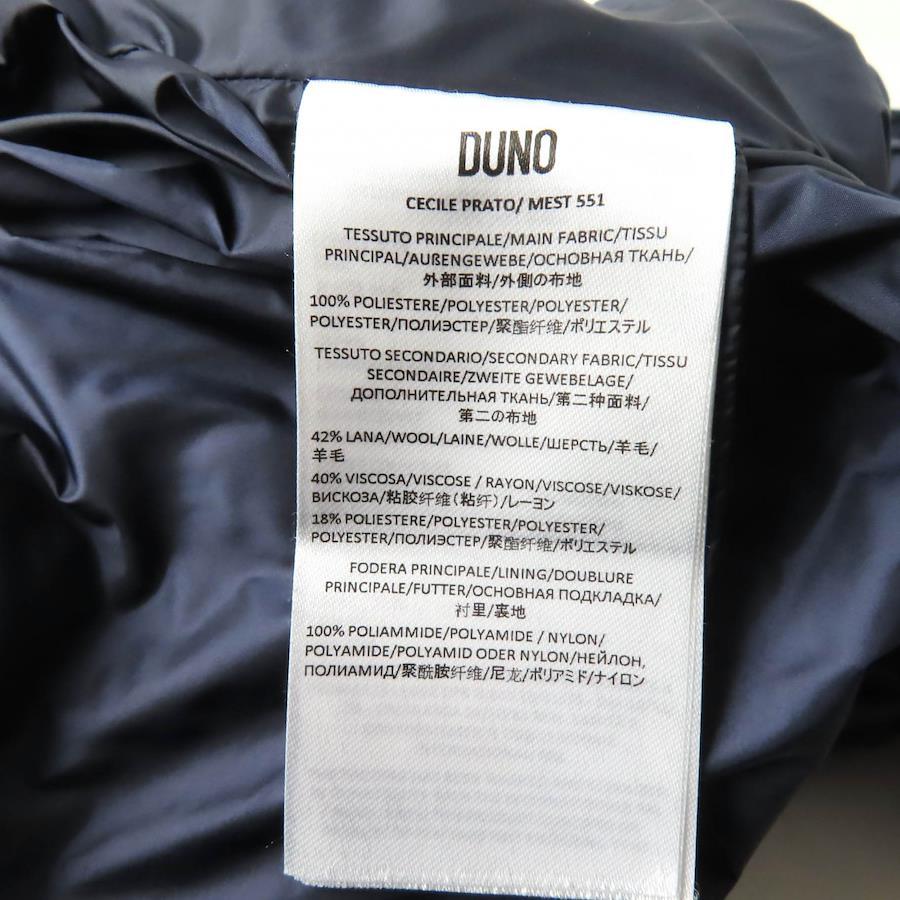 DUNO
CECILE PRATO/ MEST 551
TESSUTO PRINCIPALE/MAIN FABRIC/TISSU
PRINCIPAL/AUßENGEWEBE/ОСНОВНАЯ ТКАНЬ/
外部面料/外側の布地
100% POLIESTERE/POLYESTER/POLYESTER/
POLYESTER/ПОЛИЭСТЕР/聚酯纤维/ポリエステル
TESSUTO SECONDARIO/SECONDARY FABRIC/TISSU
SECONDAIRE/ZWEITE GEWEBELAGE/
ДОПОЛНИТЕЛЬНАЯ ТКАНЬ/第二种面料/
第二の布地
42% LANA/WOOL/LAINE/WOLLE/ШЕРСТЬ/羊毛/
羊毛
40% VISCOSA/VISCOSE / RAYON/VISCOSE/VISKOSE/
ВИСКОЗА/粘胶纤维(粘纤)/レーヨン
18% POLIESTERE/POLYESTER/POLYESTER/
POLYESTER/ПОЛИЭСТЕР/聚酯纤维/ポリエステル
FODERA PRINCIPALE/LINING/DOUBLURE
PRINCIPALE/FUTTER/ОСНОВНАЯ ПОДКЛАДКА/
衬里/裏地
100% POLIAMMIDE/POLYAMIDE / NYLON/
POLYAMIDE/POLYAMID ODER NYLON/НЕЙЛОН,
ПОЛИАМИД/聚酰胺纤维/尼龙/ポリアミド/ナイロン